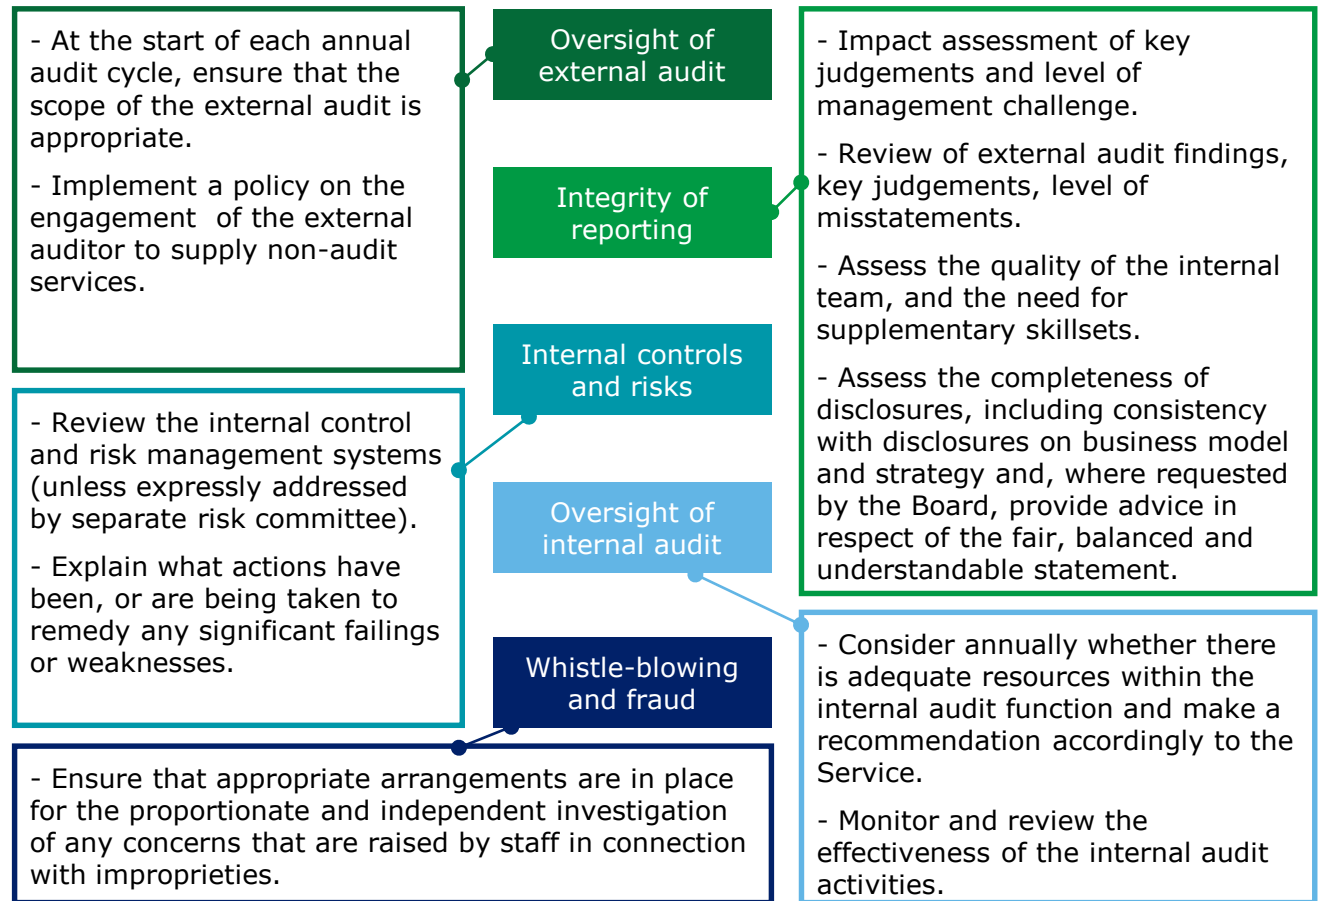 Oversight of
external audit
- At the start of each annual
audit cycle, ensure that the
scope of the external audit is
appropriate.
- Implement a policy on the
engagement  of the external
auditor to supply non-audit
services.
Integrity of
reporting
- Impact assessment of key
judgements and level of
management challenge.
- Review of external audit findings,
key judgements, level of
misstatements.
- Assess the quality of the internal
team, and the need for
supplementary skillsets.
- Assess the completeness of
disclosures, including consistency
with disclosures on business model
and strategy and, where requested
by the Board, provide advice in
respect of the fair, balanced and
understandable statement.
Internal controls
and risks
- Review the internal control
and risk management systems
(unless expressly addressed
by separate risk committee).
- Explain what actions have
been, or are being taken to
remedy any significant failings
or weaknesses.
Oversight of
internal audit
- Consider annually whether there
is adequate resources within the
internal audit function and make a
recommendation accordingly to the
Service.
- Monitor and review the
effectiveness of the internal audit
activities.
Whistle-blowing
and fraud
- Ensure that appropriate arrangements are in place
for the proportionate and independent investigation
of any concerns that are raised by staff in connection
with improprieties.